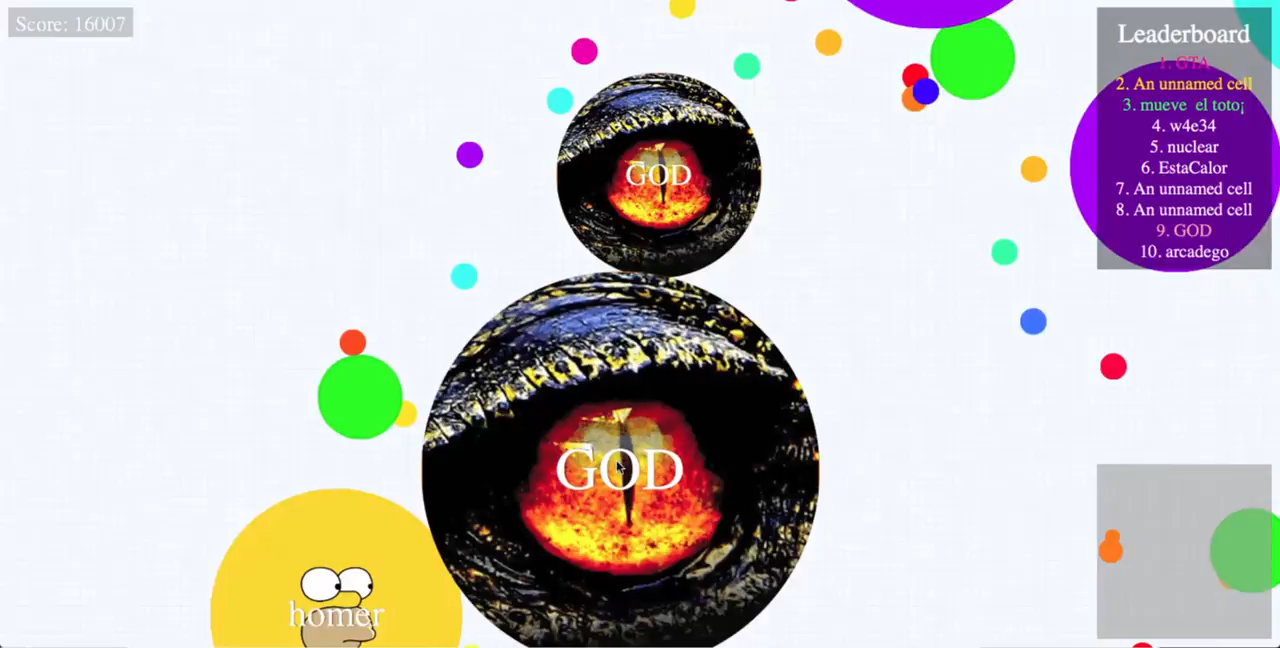 Score: 16007
Leaderboard
1. GTA
2. An unnamed cell
3. mueve el toto¡
4. w4e34
5. nuclear
6. EstaCalor
7. An unnamed cell
8. An unnamed cell
9. GOD
10. arcadego
GOD
GOD
homer